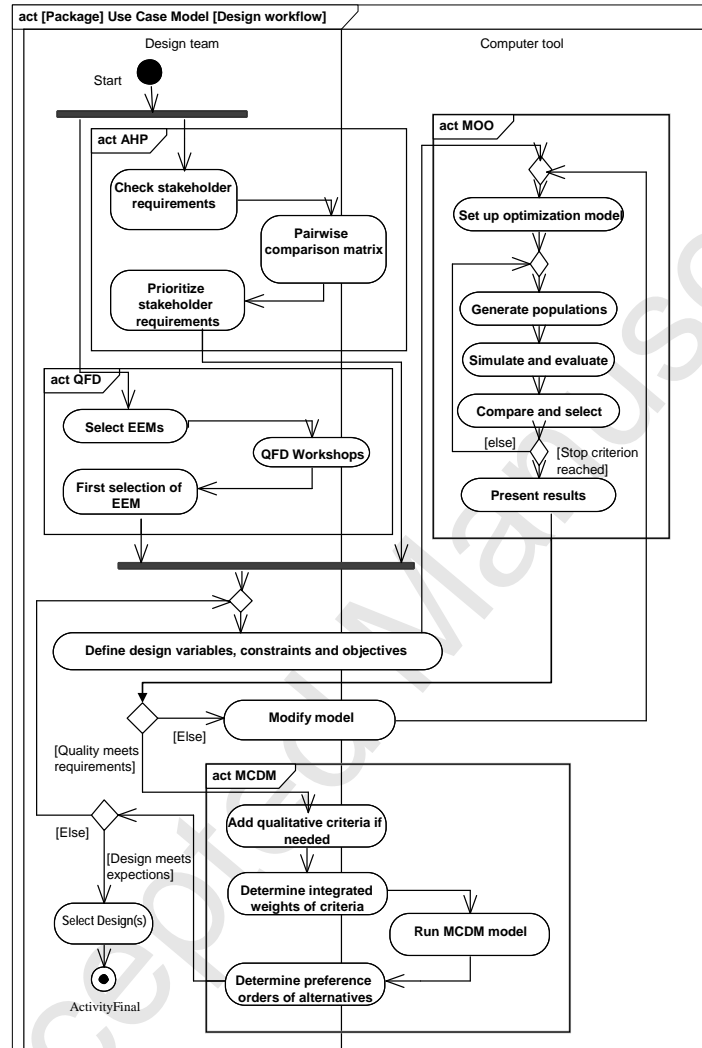 act [Package] Use Case Model [Design workflow]
Design team
Computer tool
Start
act AHP
Check stakeholder
requirements
Pairwise
comparison matrix
Prioritize
stakeholder
requirements
act QFD
Select EEMs
QFD Workshops
First selection of
EEM
act MOO
Set up optimization model
Generate populations
Simulate and evaluate
Compare and select
[else]
[Stop criterion
reached]
Present results
Define design variables, constraints and objectives
Modify model
[Else]
[Quality meets
requirements]
act MCDM
Add qualitative criteria if
needed
Determine integrated
weights of criteria
Run MCDM model
Determine preference
orders of alternatives
[Else]
[Design meets
expections]
Select Design(s)
ActivityFinal
cepted Manusc